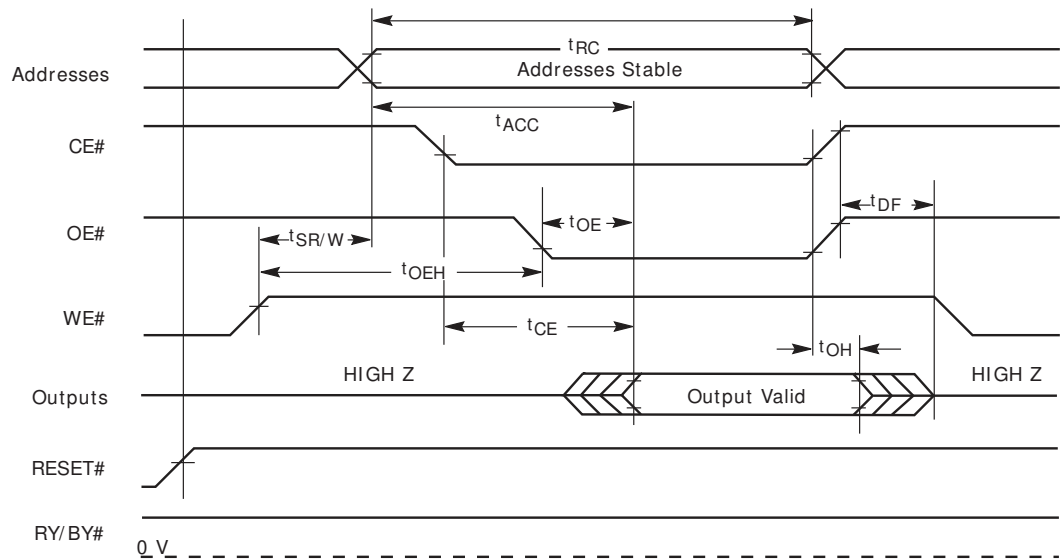 tRC
Addresses
Addresses Stable
tACC
CE#
tDF
tOE
OE#
tSR/W
tOEH
WE#
tCE
tOH
HIGH Z
HIGH Z
Outputs
Output Valid
RESET#
RY/BY#
0 V